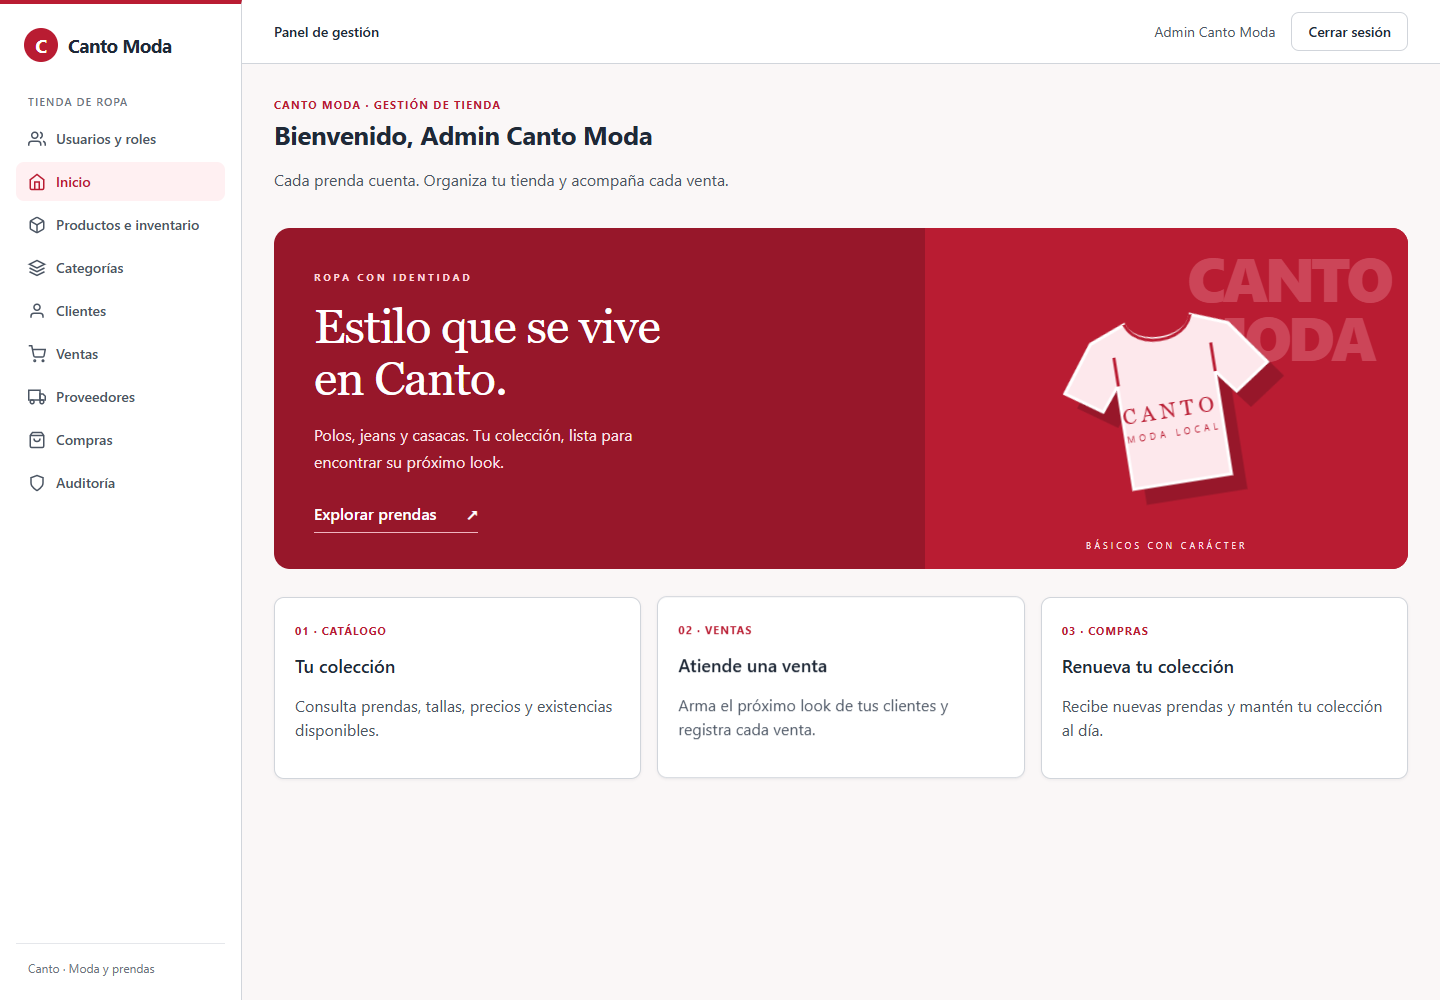 C Canto Moda
TIENDA DE ROPA
Usuarios y roles
Inicio
Productos e inventario
Categorías
Clientes
Ventas
Proveedores
Compras
Auditoría
Canto · Moda y prendas
Panel de gestión
Admin Canto Moda
Cerrar sesión
CANTO MODA · GESTIÓN DE TIENDA
Bienvenido, Admin Canto Moda
Cada prenda cuenta. Organiza tu tienda y acompaña cada venta.
ROPA CON IDENTIDAD
Estilo que se vive
en Canto.
Polos, jeans y casacas. Tu colección, lista para
encontrar su próximo look.
Explorar prendas ↗
CANTO
MODA
CANTO
MODA LOCAL
BÁSICOS CON CARÁCTER
01 · CATÁLOGO
Tu colección
Consulta prendas, tallas, precios y existencias
disponibles.
02 · VENTAS
Atiende una venta
Arma el próximo look de tus clientes y
registra cada venta.
03 · COMPRAS
Renueva tu colección
Recibe nuevas prendas y mantén tu colección
al día.